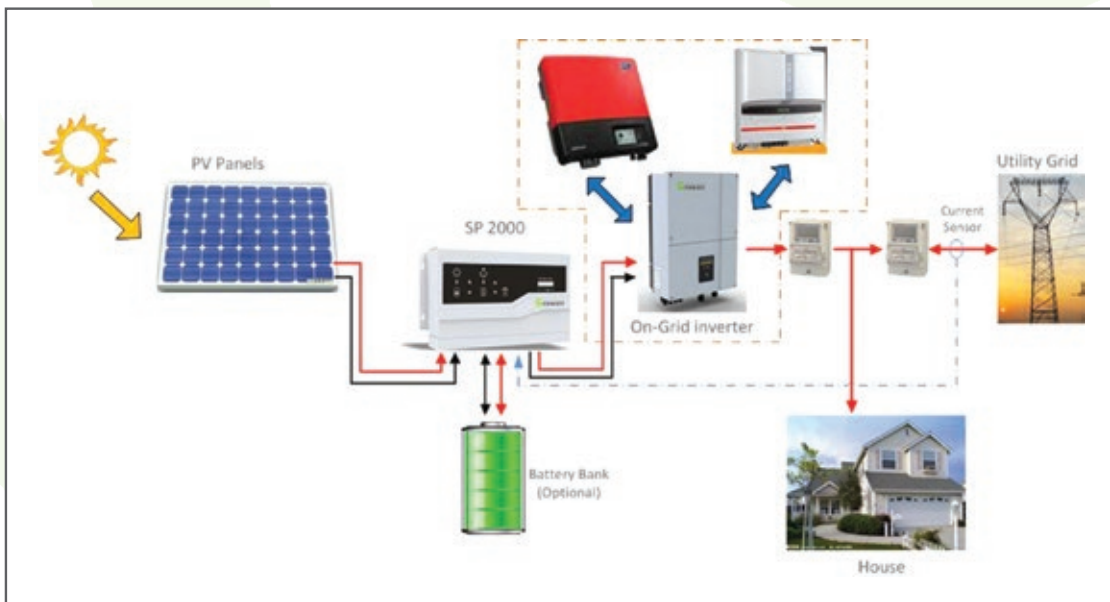 PV Panels
SP 2000
On-Grid inverter
Current
Sensor
Utility Grid
Battery Bank
(Optional)
House